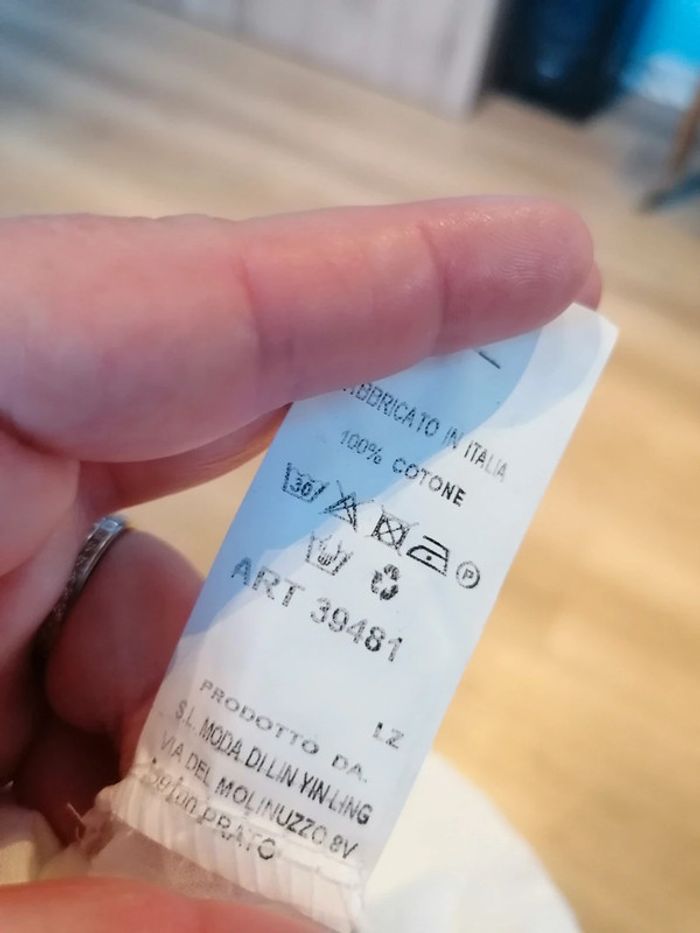 ABBRICATO IN ITALIA
100% COTONE
30
P
ART 39481
LZ
PRODOTTO DA.
S.L. MODA DI LIN YIN LING
VIA DEL MOLINUZZO 8V
PRATO